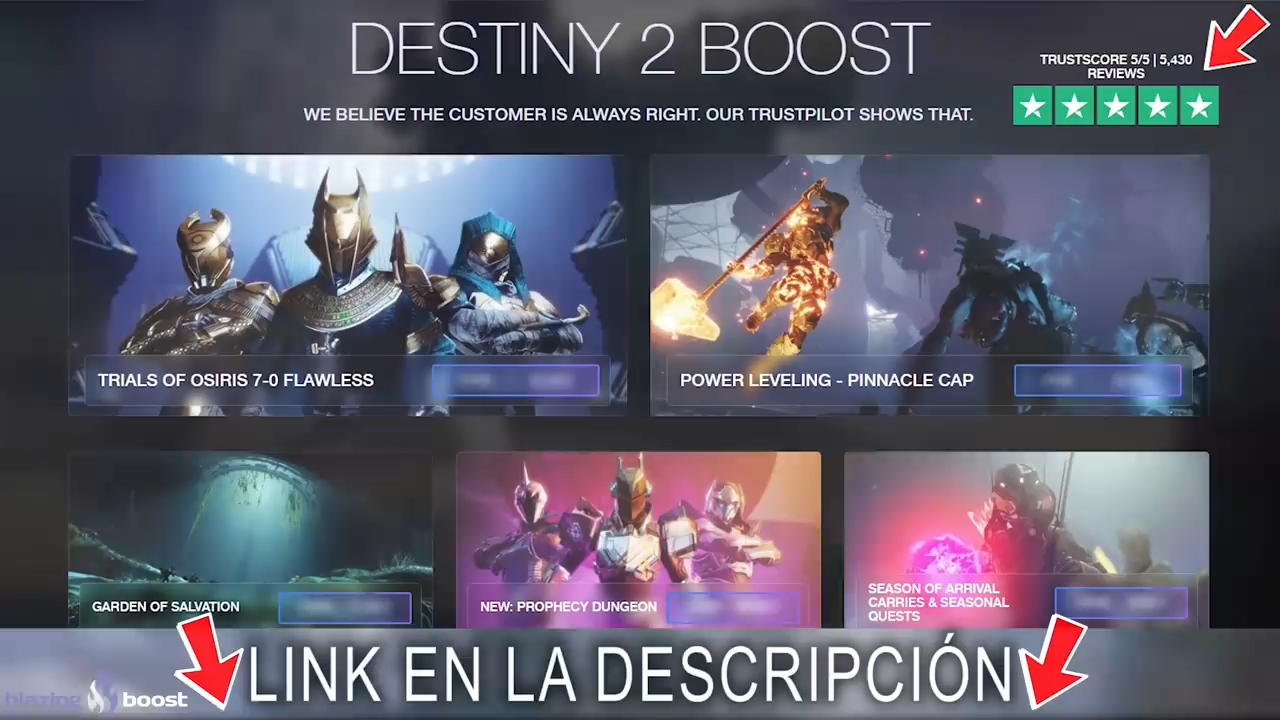 DESTINY 2 BOOST
TRUSTSCORE 5/5 | 5,430
REVIEWS
WE BELIEVE THE CUSTOMER IS ALWAYS RIGHT. OUR TRUSTPILOT SHOWS THAT.
TRIALS OF OSIRIS 7-0 FLAWLESS
POWER LEVELING - PINNACLE CAP
GARDEN OF SALVATION
NEW: PROPHECY DUNGEON
SEASON OF ARRIVAL
CARRIES & SEASONAL
QUESTS
LINK EN LA DESCRIPCIÓN
blazing boost